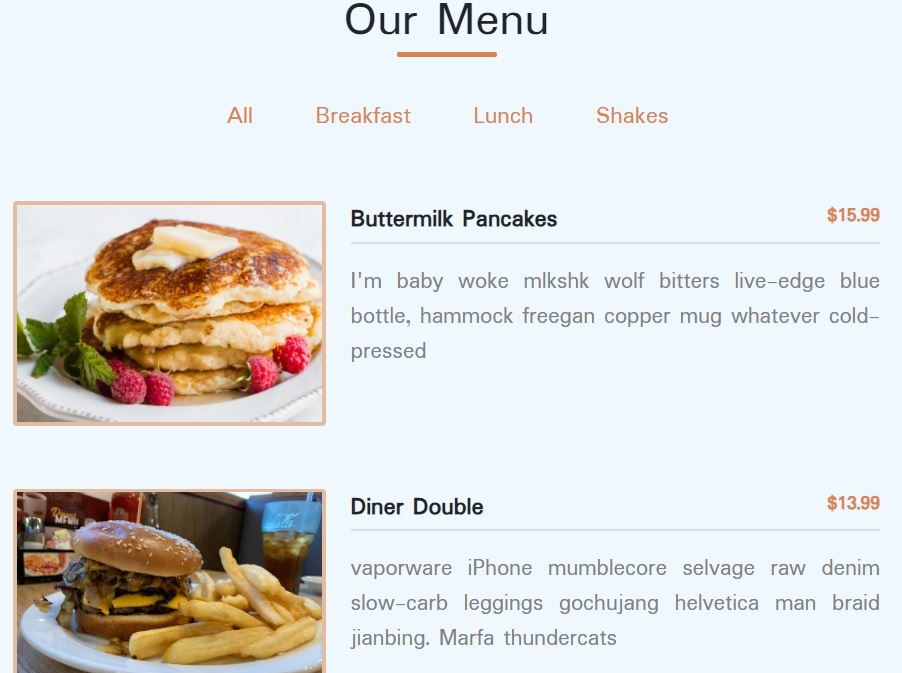 Our Menu
All Breakfast Lunch Shakes
Buttermilk Pancakes $15.99
I'm baby woke mlkshk wolf bitters live-edge blue
bottle, hammock freegan copper mug whatever cold-
pressed
Diner Double $13.99
vaporware iPhone mumblecore selvage raw denim
slow-carb leggings gochujang helvetica man braid
jianbing. Marfa thundercats